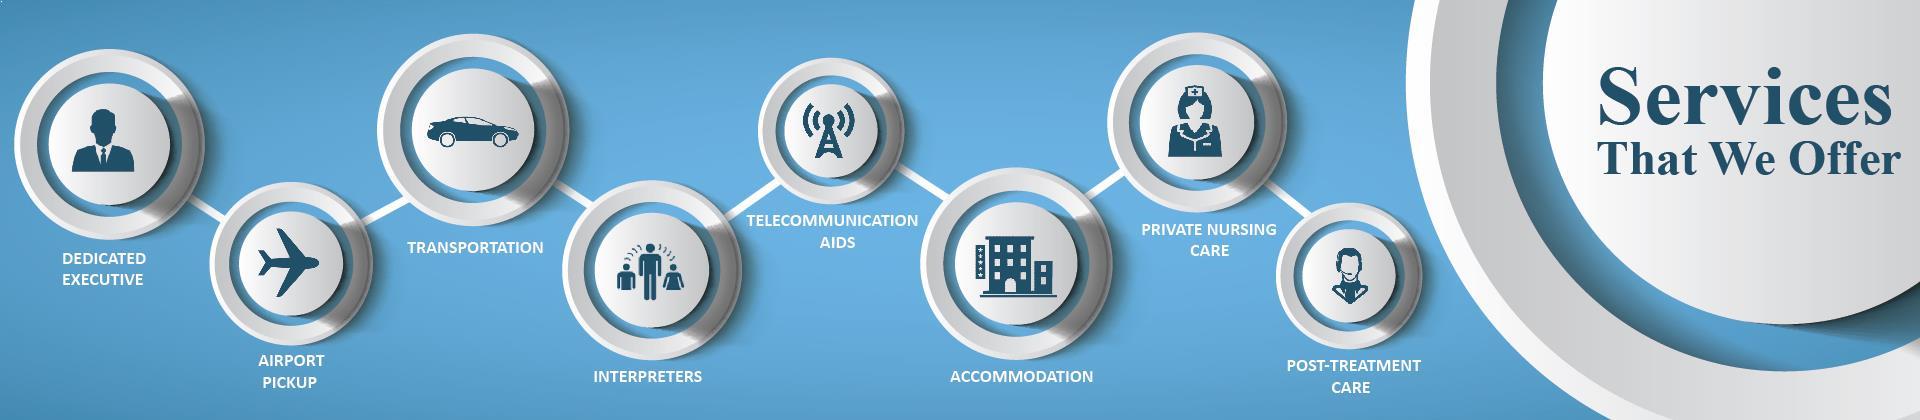 Services
That We Offer
DEDICATED
EXECUTIVE
AIRPORT
PICKUP
TRANSPORTATION
INTERPRETERS
TELECOMMUNICATION
AIDS
ACCOMMODATION
PRIVATE NURSING
CARE
POST-TREATMENT
CARE